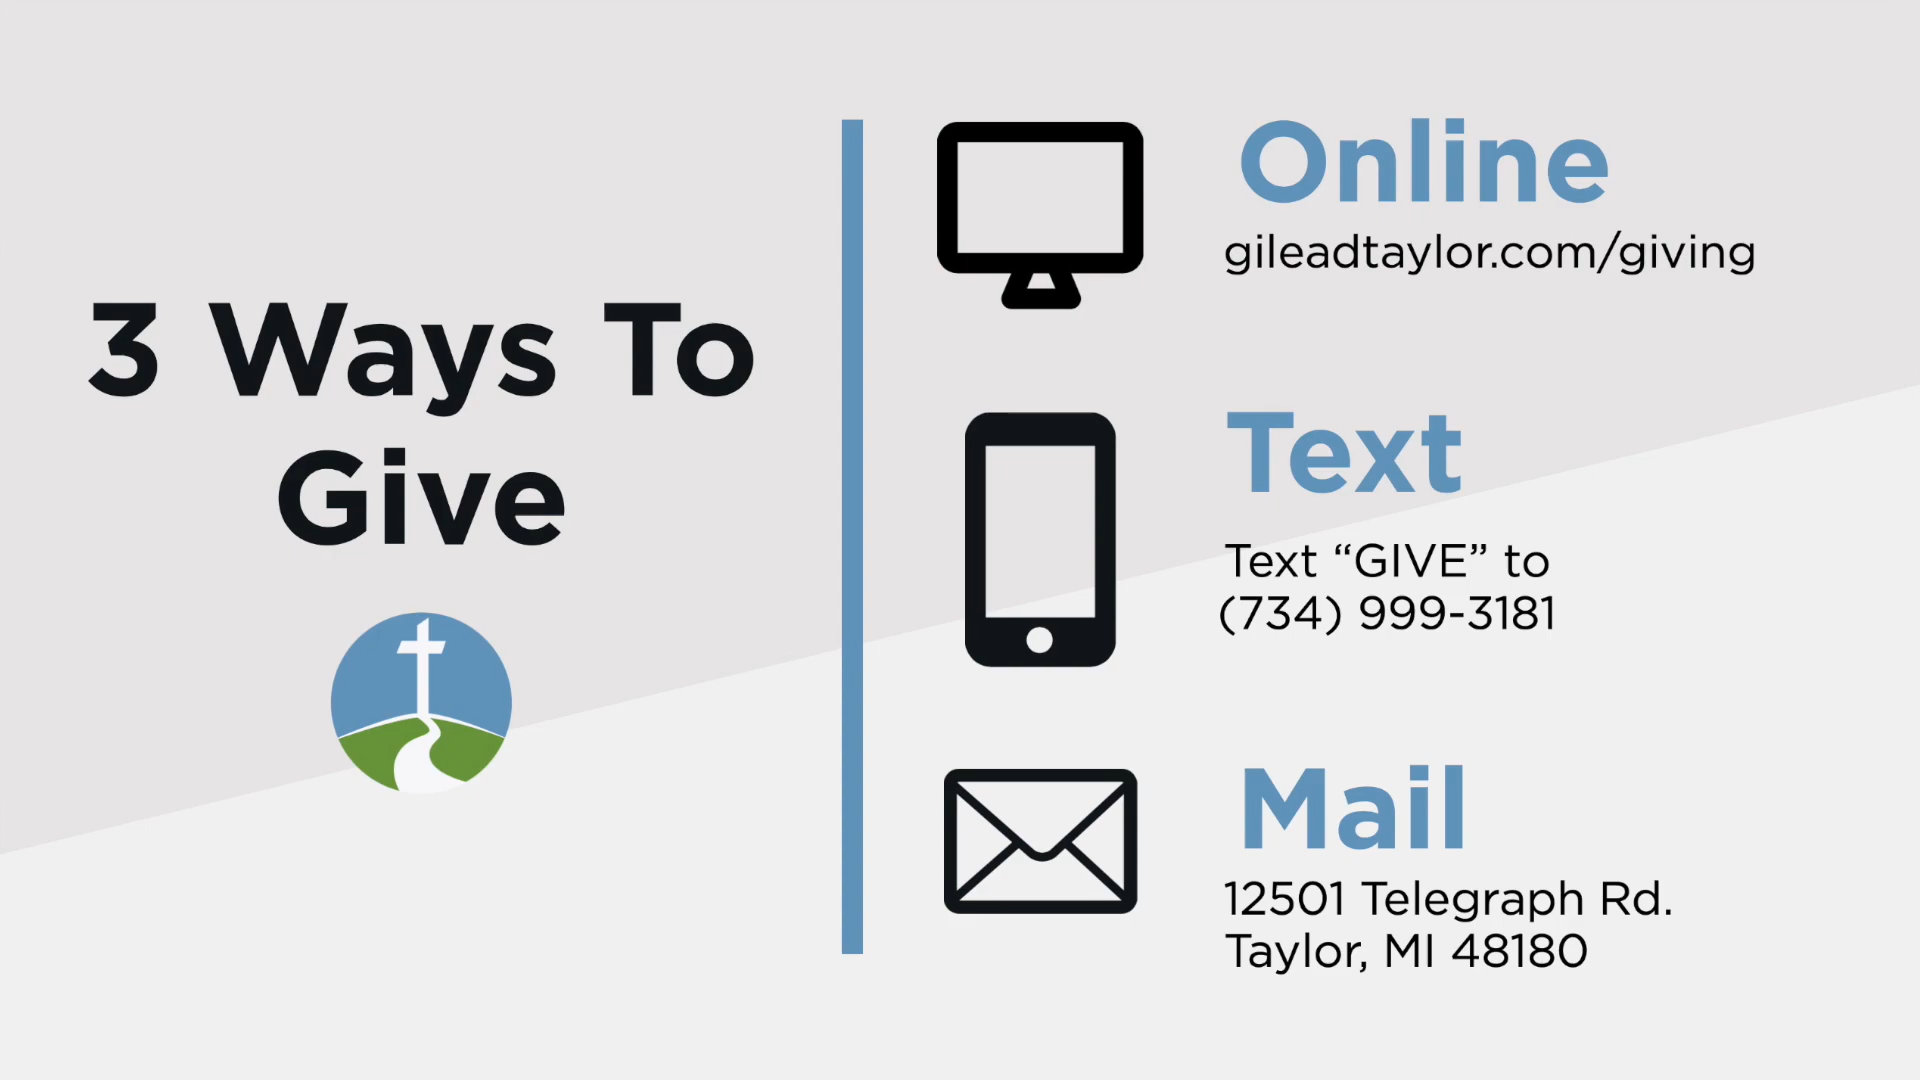 3 Ways To
Give
Online
gileadtaylor.com/giving
Text
Text “GIVE” to
(734) 999-3181
Mail
12501 Telegraph Rd.
Taylor, MI 48180